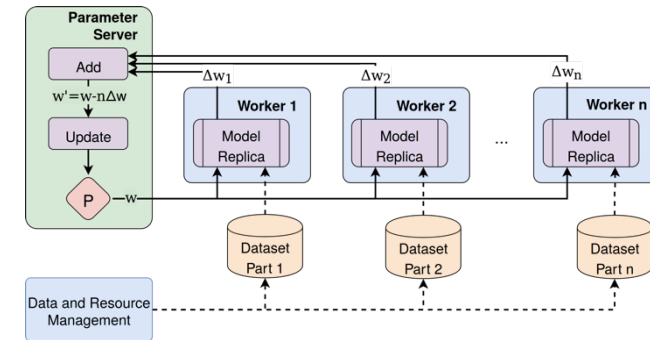 Parameter
Server
Add
w'=w-nΔw
Update
P
w
Δw₁
Worker 1
Model
Replica
Δw₂
Worker 2
Model
Replica
...
Δwₙ
Worker n
Model
Replica
Dataset
Part 1
Dataset
Part 2
Dataset
Part n
Data and Resource
Management